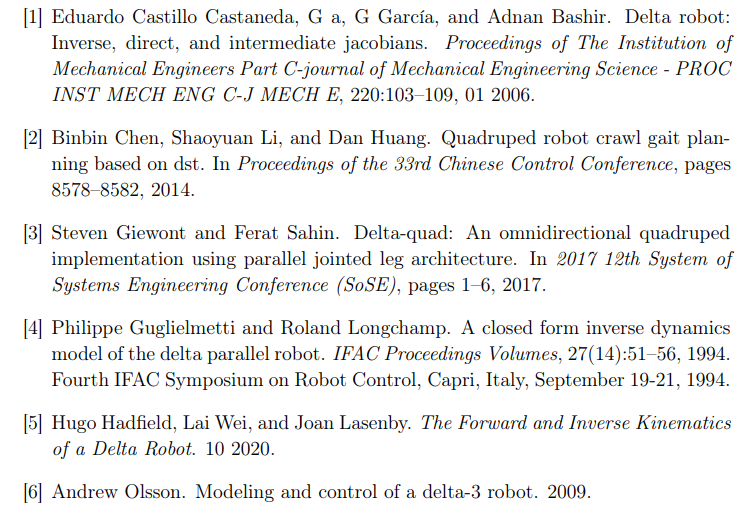 [1] Eduardo Castillo Castaneda, G a, G García, and Adnan Bashir. Delta robot:
Inverse, direct, and intermediate jacobians. Proceedings of The Institution of
Mechanical Engineers Part C-journal of Mechanical Engineering Science - PROC
INST MECH ENG C-J MECH E, 220:103–109, 01 2006.
[2] Binbin Chen, Shaoyuan Li, and Dan Huang. Quadruped robot crawl gait plan-
ning based on dst. In Proceedings of the 33rd Chinese Control Conference, pages
8578–8582, 2014.
[3] Steven Giewont and Ferat Sahin. Delta-quad: An omnidirectional quadruped
implementation using parallel jointed leg architecture. In 2017 12th System of
Systems Engineering Conference (SoSE), pages 1–6, 2017.
[4] Philippe Guglielmetti and Roland Longchamp. A closed form inverse dynamics
model of the delta parallel robot. IFAC Proceedings Volumes, 27(14):51–56, 1994.
Fourth IFAC Symposium on Robot Control, Capri, Italy, September 19-21, 1994.
[5] Hugo Hadfield, Lai Wei, and Joan Lasenby. The Forward and Inverse Kinematics
of a Delta Robot. 10 2020.
[6] Andrew Olsson. Modeling and control of a delta-3 robot. 2009.